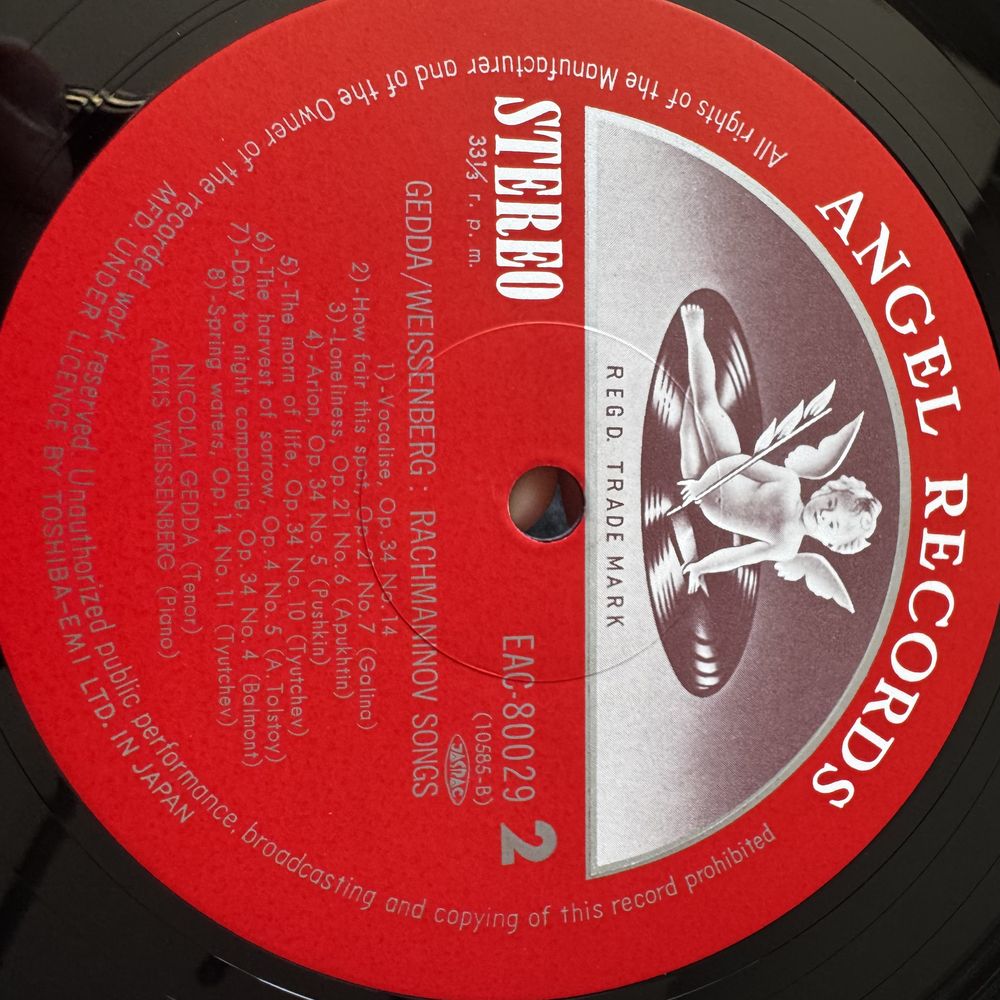 ANGEL RECORDS
REG'D. TRADE MARK
STEREO
33⅓ r.p.m.
EAC-80029
2
(10585-B)
JASRAC
GEDDA/WEISSENBERG : RACHMANINOV SONGS
1)-Vocalise, Op. 34 No. 14
2)-How fair this spot, Op. 21 No. 7 (Galina)
3)-Loneliness, Op. 21 No. 6 (Apukhtin)
4)-Arion, Op. 34 No. 5 (Pushkin)
5)-The morn of life, Op. 34 No. 10 (Tyutchev)
6)-The harvest of sorrow, Op. 4 No. 5 (A. Tolstoy)
7)-Day to night comparing, Op. 34 No. 4 (Balmont)
8)-Spring waters, Op. 14 No. 11 (Tyutchev)
NICOLAI GEDDA (Tenor)
ALEXIS WEISSENBERG (Piano)
MFD. UNDER LICENCE BY TOSHIBA-EMI LTD. IN JAPAN
All rights of the Manufacturer and of the Owner of the recorded work reserved. Unauthorized public performance, broadcasting and copying of this record prohibited